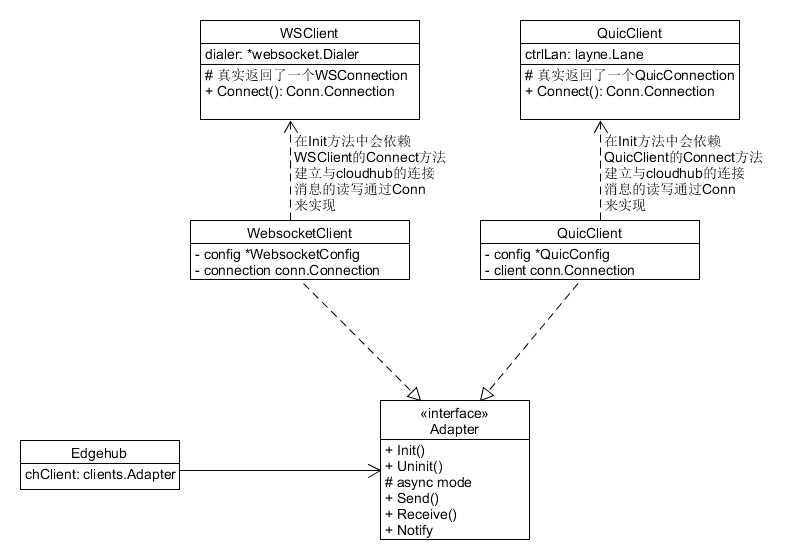 WSClient
dialer: *websocket.Dialer
# 真实返回了一个WSConnection
+ Connect(): Conn.Connection
QuicClient
ctrlLan: layne.Lane
# 真实返回了一个QuicConnection
+ Connect(): Conn.Connection
在Init方法中会依赖
WSClient的Connect方法
建立与cloudhub的连接
消息的读写通过Conn
来实现
在Init方法中会依赖
QuicClient的Connect方法
建立与cloudhub的连接
消息的读写通过Conn
来实现
WebsocketClient
- config *WebsocketConfig
- connection conn.Connection
QuicClient
- config *QuicConfig
- client conn.Connection
«interface»
Adapter
+ Init()
+ Uninit()
# async mode
+ Send()
+ Receive()
+ Notify
Edgehub
chClient: clients.Adapter